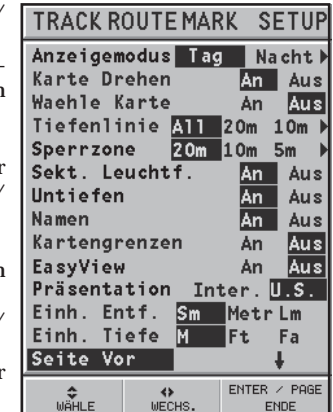 TRACK ROUTE MARK SETUP
Anzeigemodus Tag Nacht
Karte Drehen An Aus
Waehle Karte An Aus
Tiefenlinie All 20m 10m
Sperrzone 20m 10m 5m
Sekt. Leuchtf. An Aus
Untiefen An Aus
Namen An Aus
Kartengrenzen An Aus
EasyView An Aus
Präsentation Inter. U.S.
Einh. Entf. Sm Metr Lm
Einh. Tiefe M Ft Fa
Seite Vor
WÄHLE WECHS. ENTER / PAGE
ENDE